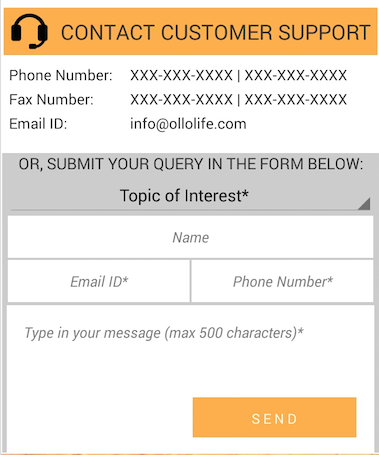 CONTACT CUSTOMER SUPPORT
Phone Number: XXX-XXX-XXXX | XXX-XXX-XXXX
Fax Number: XXX-XXX-XXXX | XXX-XXX-XXXX
Email ID: info@ollolife.com
OR, SUBMIT YOUR QUERY IN THE FORM BELOW:
Topic of Interest*
Name
Email ID* Phone Number*
Type in your message (max 500 characters)*
SEND